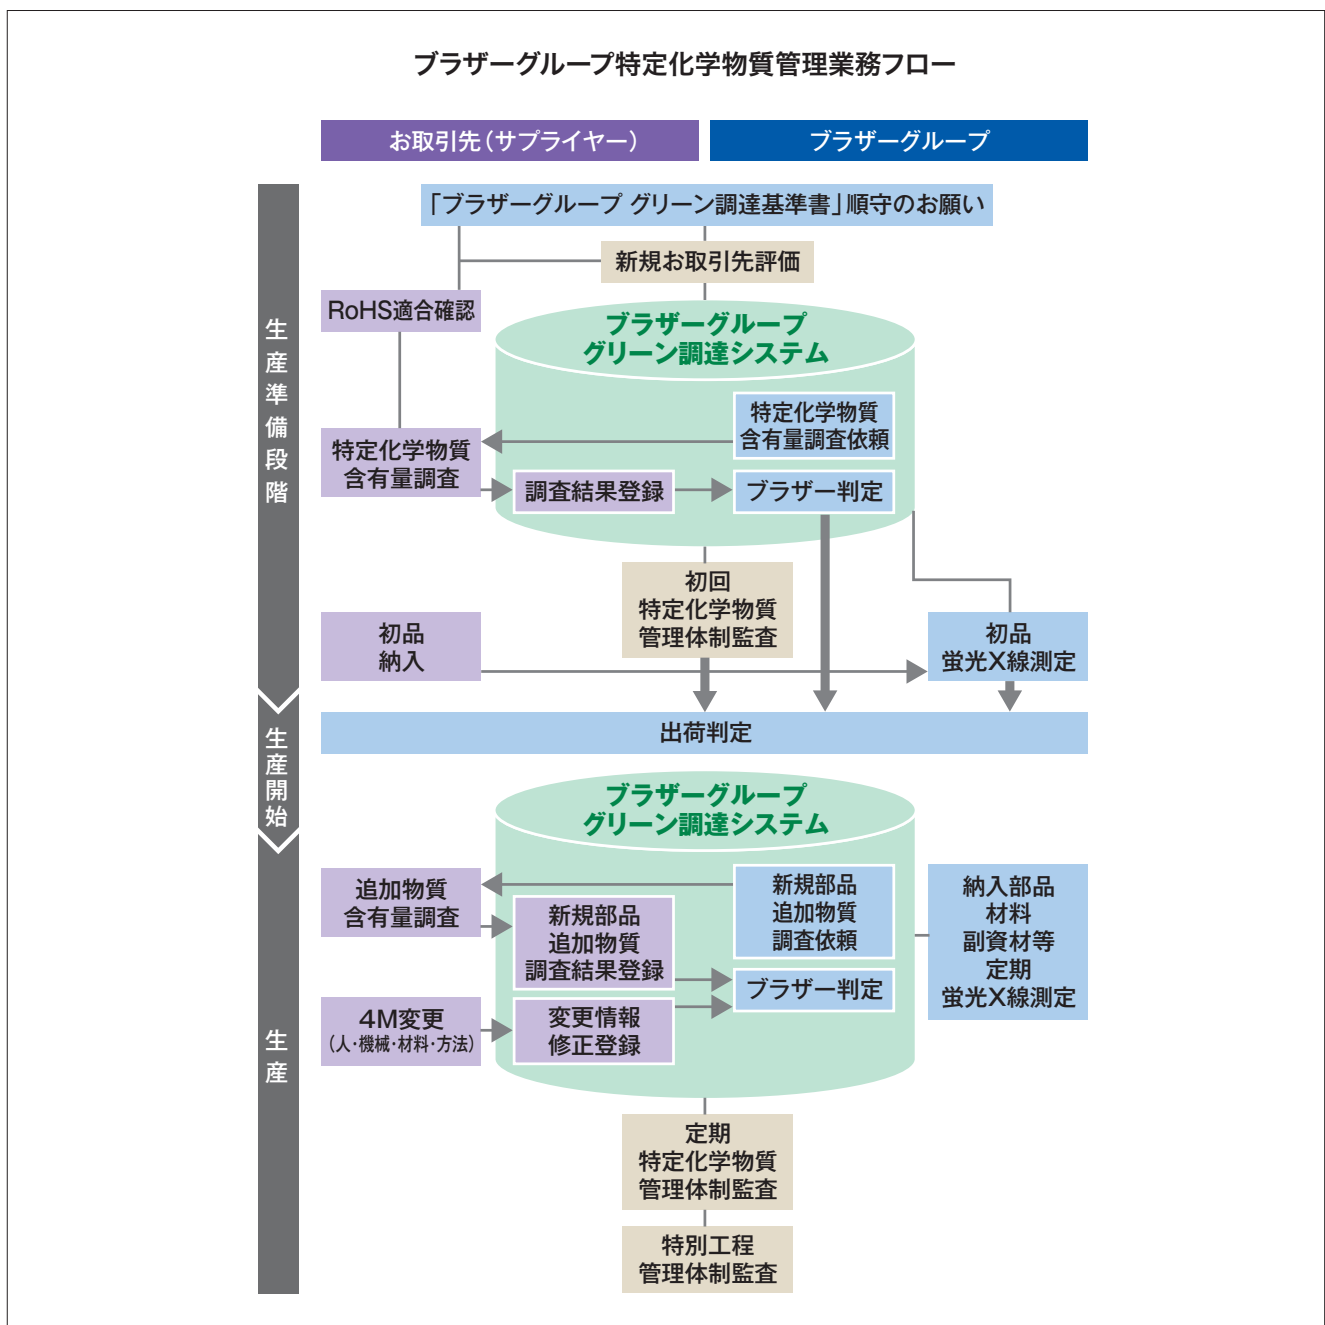 ブラザーグループ特定化学物質管理業務フロー
お取引先（サプライヤー）
ブラザーグループ
生産準備段階
「ブラザーグループ グリーン調達基準書」順守のお願い
新規お取引先評価
RoHS適合確認
ブラザーグループ
グリーン調達システム
特定化学物質
含有量調査依頼
特定化学物質
含有量調査
調査結果登録
ブラザー判定
初回
特定化学物質
管理体制監査
初品
納入
初品
蛍光X線測定
生産開始
出荷判定
ブラザーグループ
グリーン調達システム
生産
追加物質
含有量調査
新規部品
追加物質
調査依頼
納入部品
材料
副資材等
定期
蛍光X線測定
新規部品
追加物質
調査結果登録
ブラザー判定
4M変更
（人・機械・材料・方法）
変更情報
修正登録
定期
特定化学物質
管理体制監査
特別工程
管理体制監査